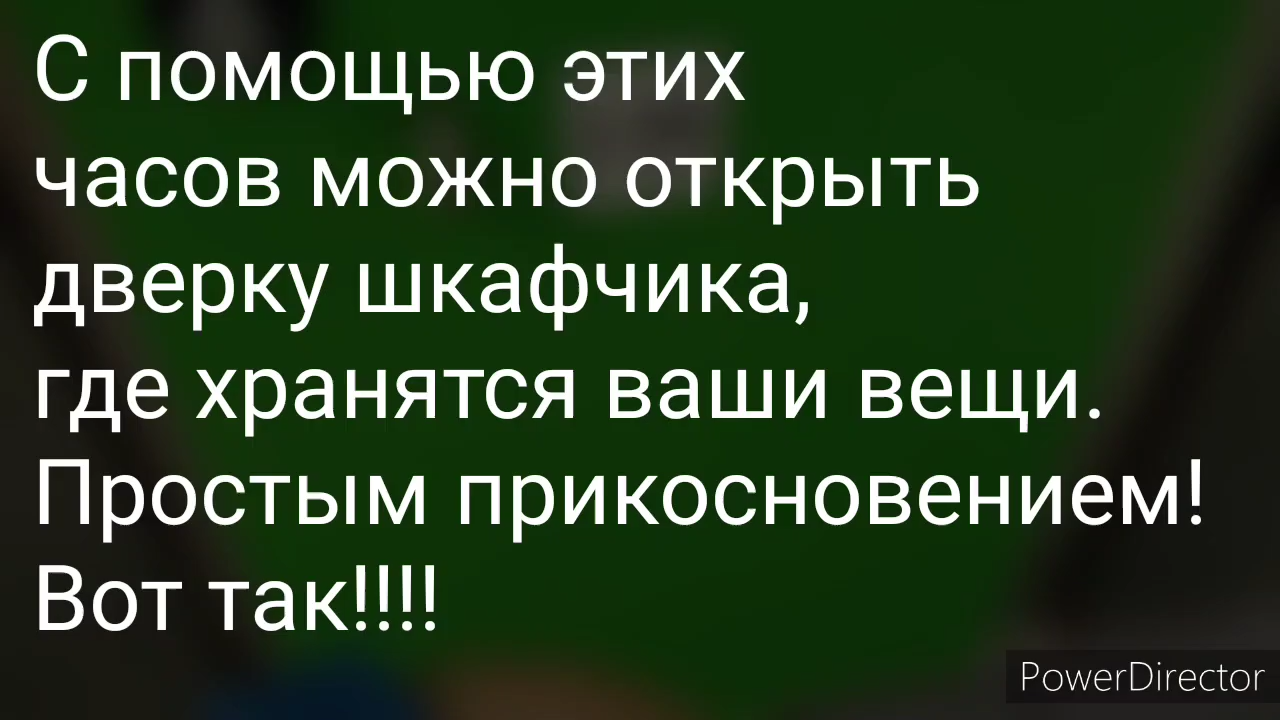 С помощью этих
часов можно открыть
дверку шкафчика,
где хранятся ваши вещи.
Простым прикосновением!
Вот так!!!!
PowerDirector